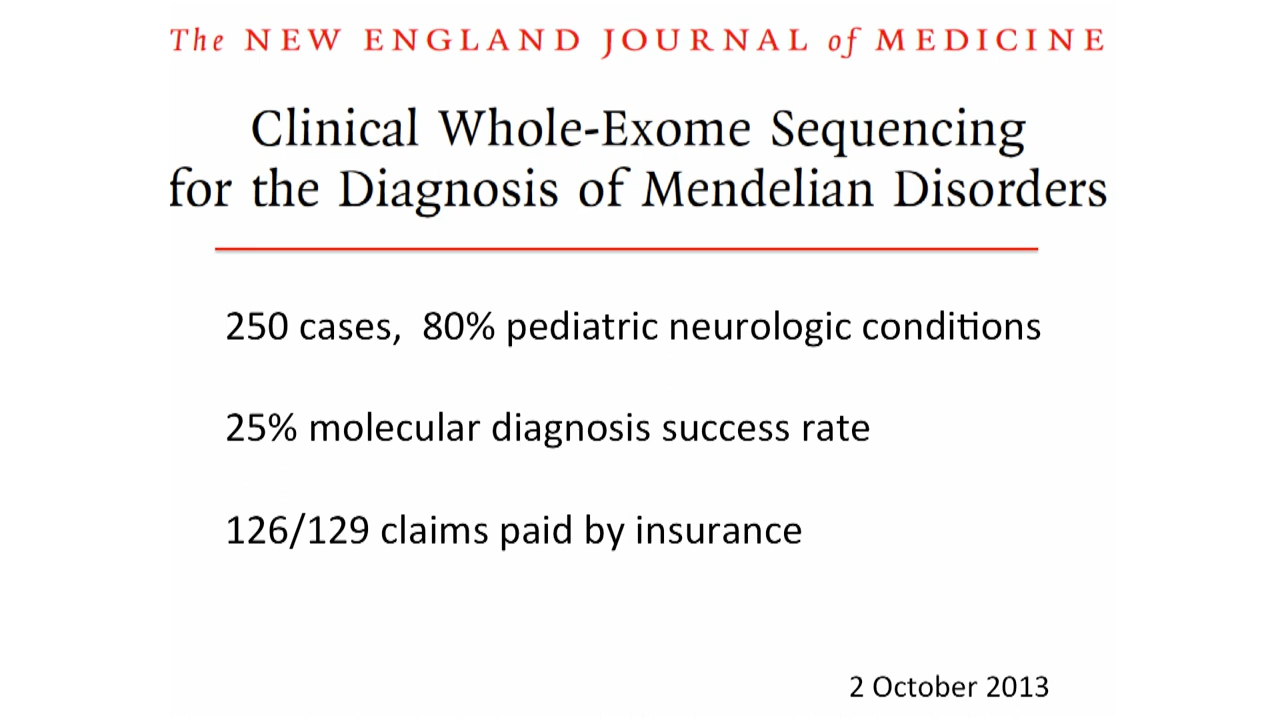 The NEW ENGLAND JOURNAL of MEDICINE
Clinical Whole-Exome Sequencing
for the Diagnosis of Mendelian Disorders
250 cases, 80% pediatric neurologic conditions
25% molecular diagnosis success rate
126/129 claims paid by insurance
2 October 2013